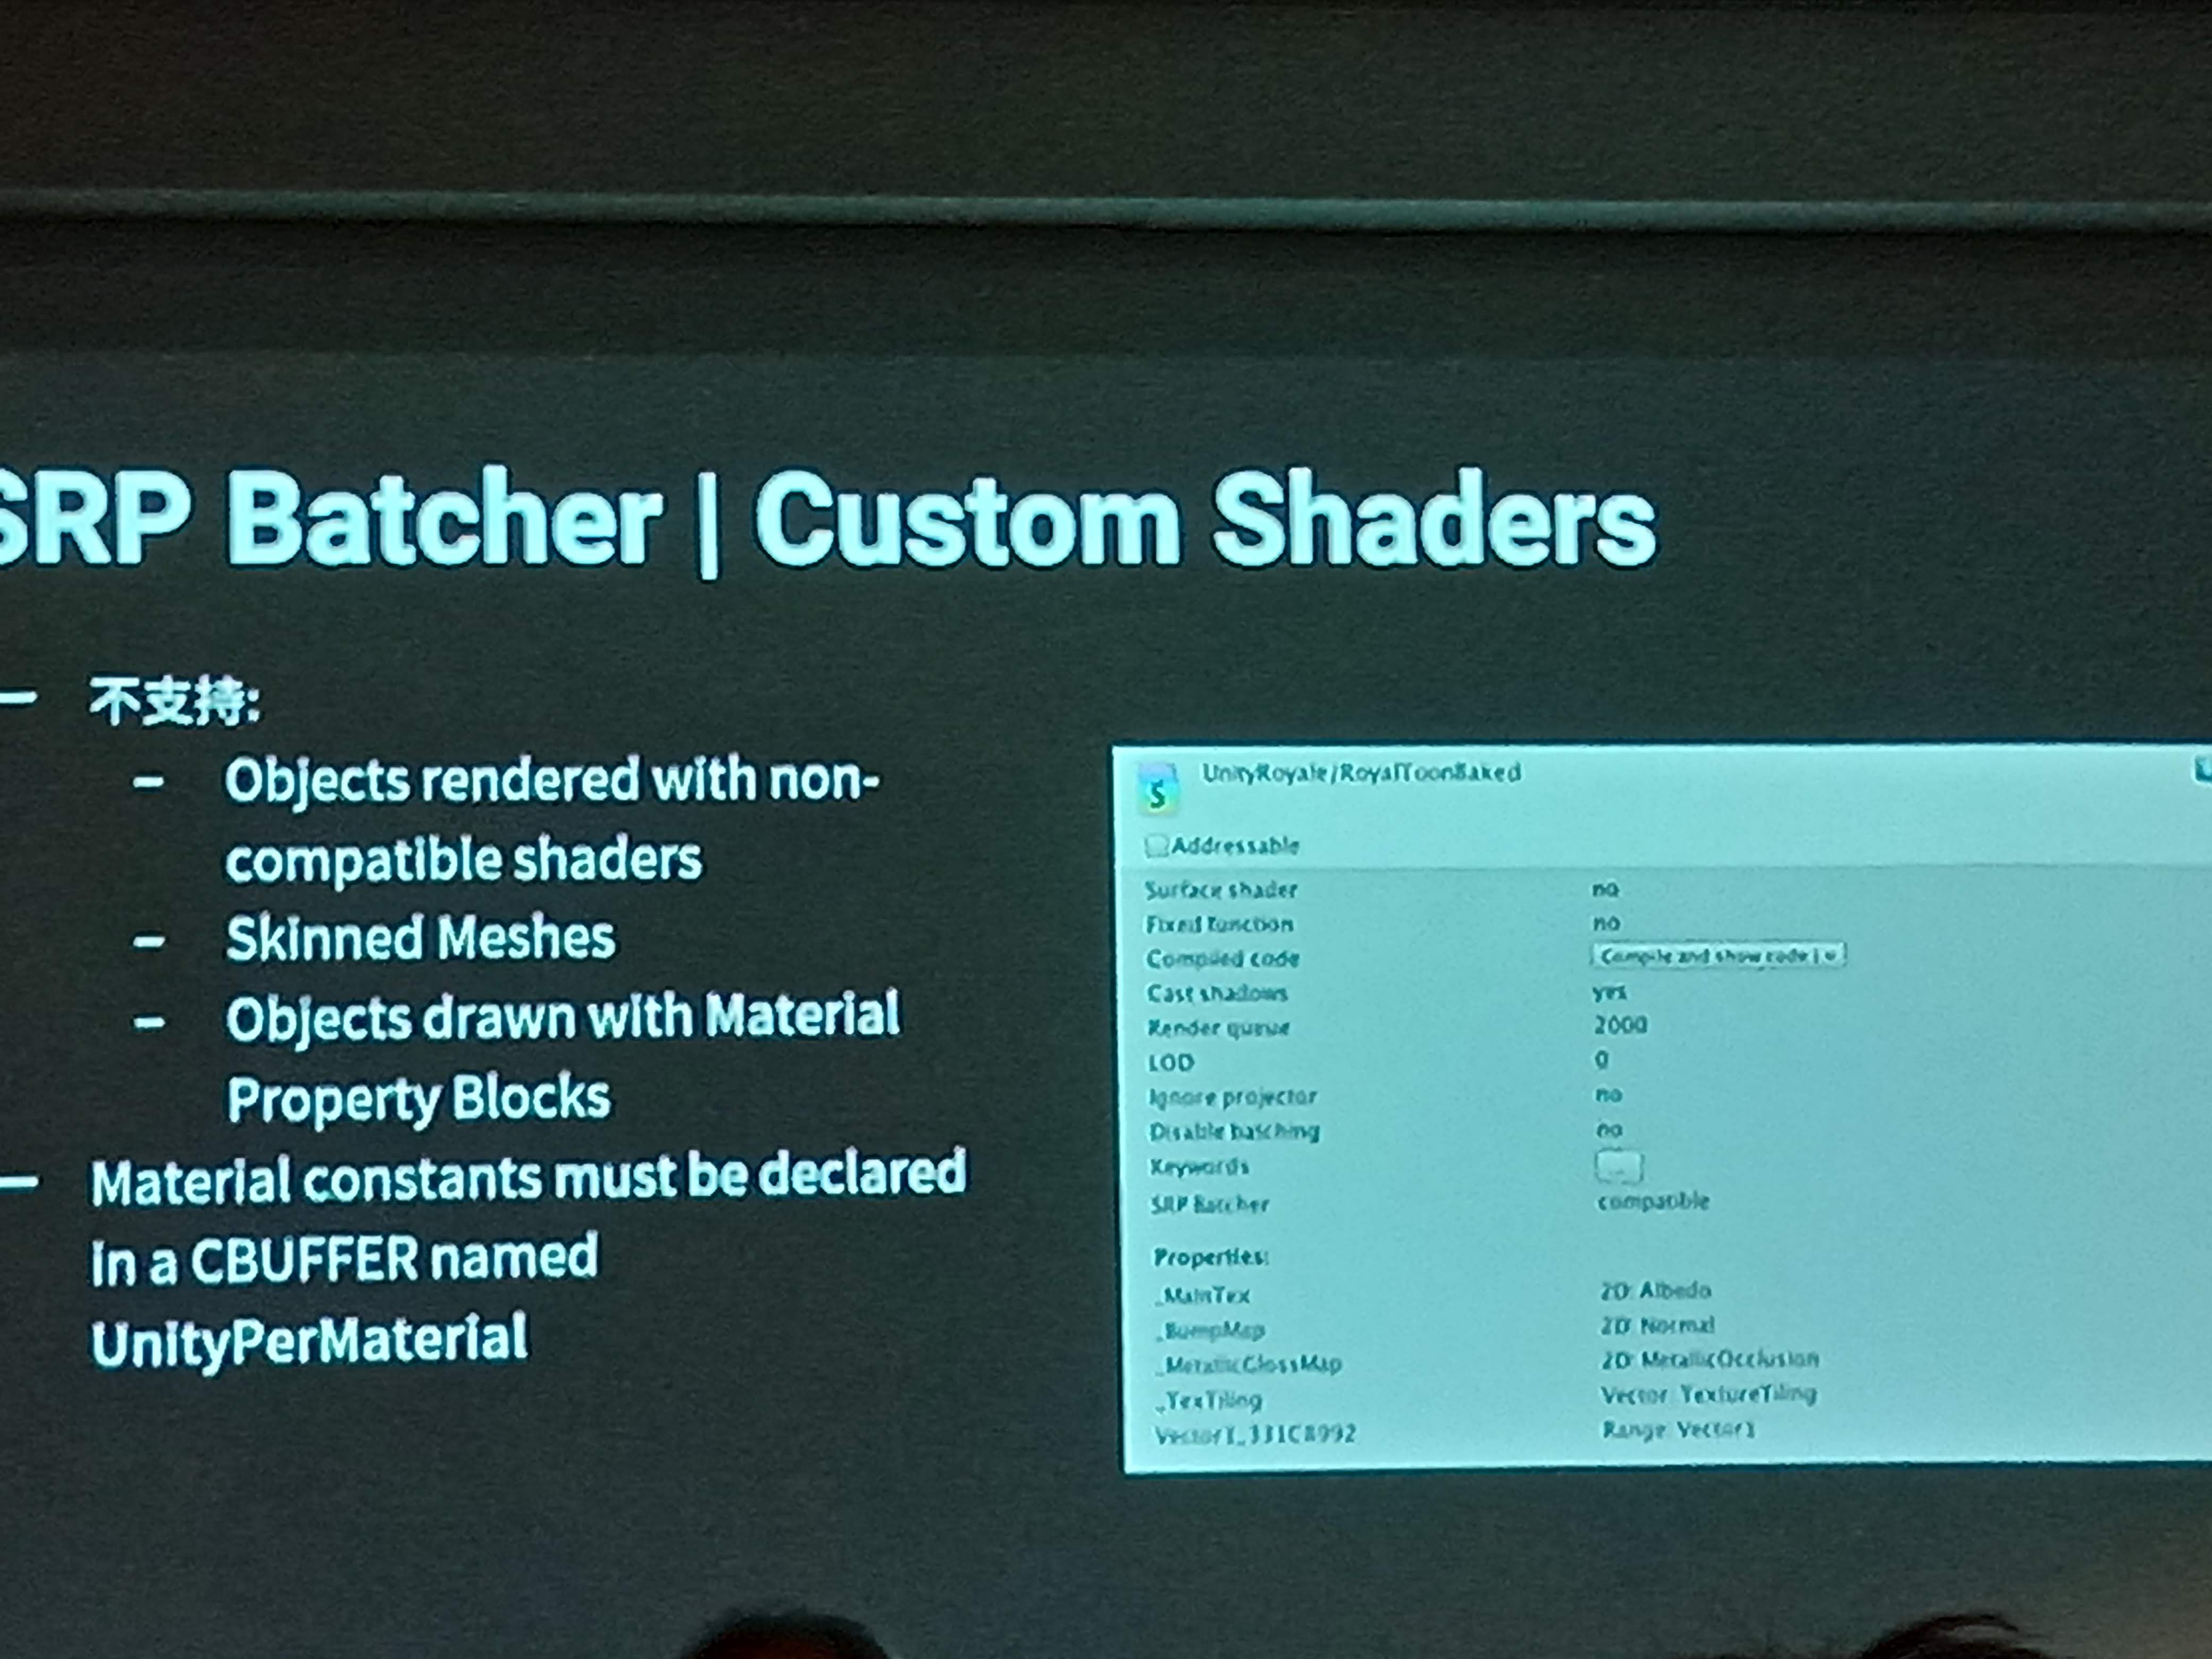 SRP Batcher | Custom Shaders
— 不支持:
– Objects rendered with non-
compatible shaders
– Skinned Meshes
– Objects drawn with Material
Property Blocks
— Material constants must be declared
in a CBUFFER named
UnityPerMaterial
UnityRoyale/RoyalToonBaked
Addressable
Surface shader no
Fixed function no
Compiled code Compile and show code
Cast shadows yes
Render queue 2000
LOD 0
Ignore projector no
Disable batching no
Keywords
SRP Batcher compatible
Properties:
_MainTex 2D: Albedo
_BumpMap 2D: Normal
_MetallicGlossMap 2D: MetallicOcclusion
_TexTiling Vector: TextureTiling
Range: Vector1